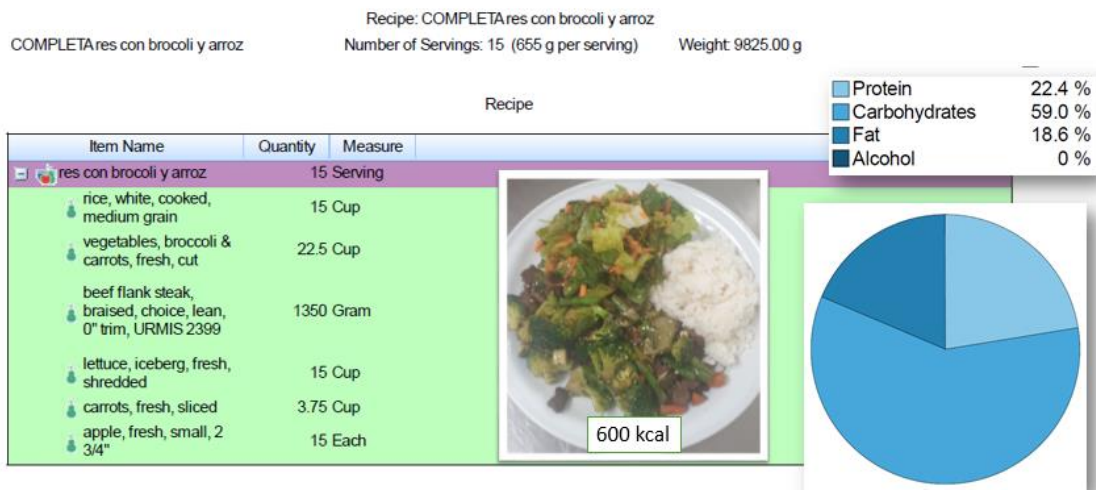 Recipe: COMPLETA res con brocoli y arroz
COMPLETA res con brocoli y arroz Number of Servings: 15 (655 g per serving) Weight: 9825.00 g
Recipe
Protein 22.4 %
Carbohydrates 59.0 %
Fat 18.6 %
Alcohol 0 %
Item Name Quantity Measure
res con brocoli y arroz 15 Serving
rice, white, cooked,
medium grain 15 Cup
vegetables, broccoli &
carrots, fresh, cut 22.5 Cup
beef flank steak,
braised, choice, lean, 1350 Gram
0" trim, URMIS 2399
lettuce, iceberg, fresh,
shredded 15 Cup
carrots, fresh, sliced 3.75 Cup
apple, fresh, small, 2
3/4" 15 Each
600 kcal